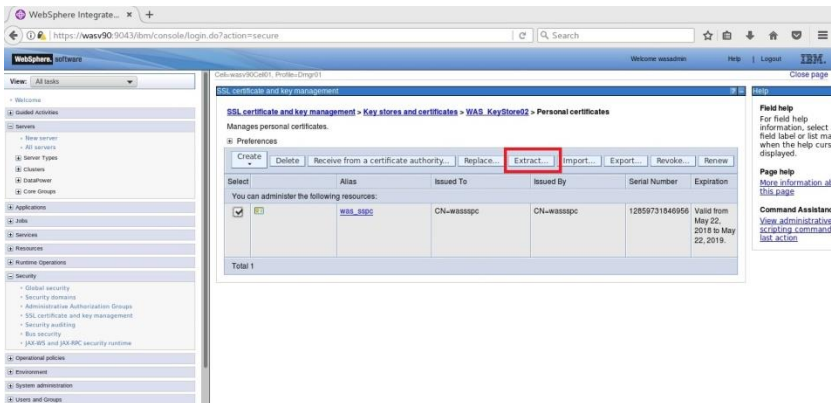 WebSphere Integrate... × +
https://wasv90:9043/ibm/console/login.do?action=secure
Search
WebSphere. software
Welcome wasadmin Help | Logout IBM.
View: All tasks
Cell=wasv90Cell01, Profile=Dmgr01
Close page
Welcome
Guided Activities
Servers
New server
All servers
Server Types
Clusters
DataPower
Core Groups
Applications
Jobs
Services
Resources
Runtime Operations
Security
Global security
Security domains
Administrative Authorization Groups
SSL certificate and key management
Security auditing
Bus security
JAX-WS and JAX-RPC security runtime
Operational policies
Environment
System administration
Users and Groups
SSL certificate and key management
SSL certificate and key management > Key stores and certificates > WAS_KeyStore02 > Personal certificates
Manages personal certificates.
Preferences
Create Delete Receive from a certificate authority... Replace... Extract... Import... Export... Revoke... Renew
Select Alias Issued To Issued By Serial Number Expiration
You can administer the following resources:
was_sspc CN=wassspc CN=wassspc 12859731846956 Valid from
May 22,
2018 to May
22, 2019.
Total 1
Help
Field help
For field help
information, select
field label or list ma
when the help curs
displayed.
Page help
More information ab
this page
Command Assistanc
View administrative
scripting command
last action